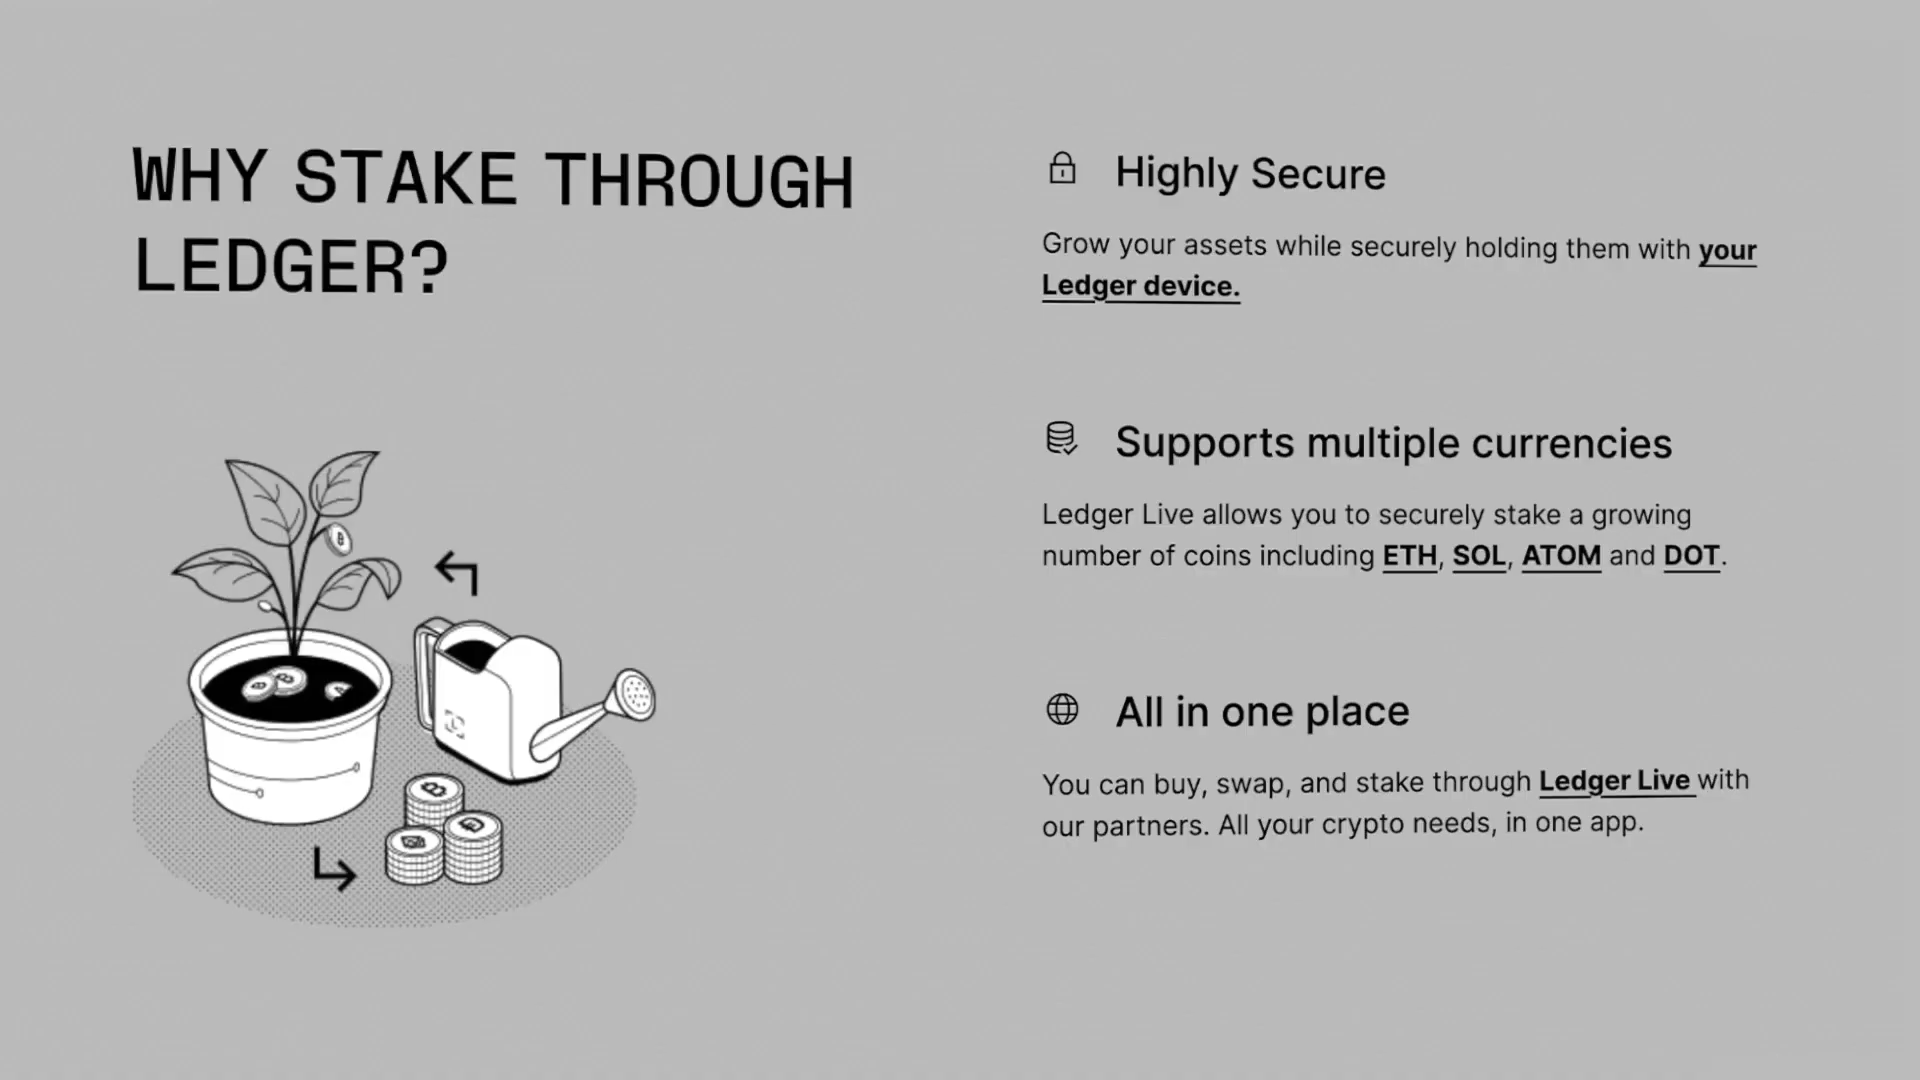 WHY STAKE THROUGH
LEDGER?
Highly Secure
Grow your assets while securely holding them with your
Ledger device.
Supports multiple currencies
Ledger Live allows you to securely stake a growing
number of coins including ETH, SOL, ATOM and DOT.
All in one place
You can buy, swap, and stake through Ledger Live with
our partners. All your crypto needs, in one app.